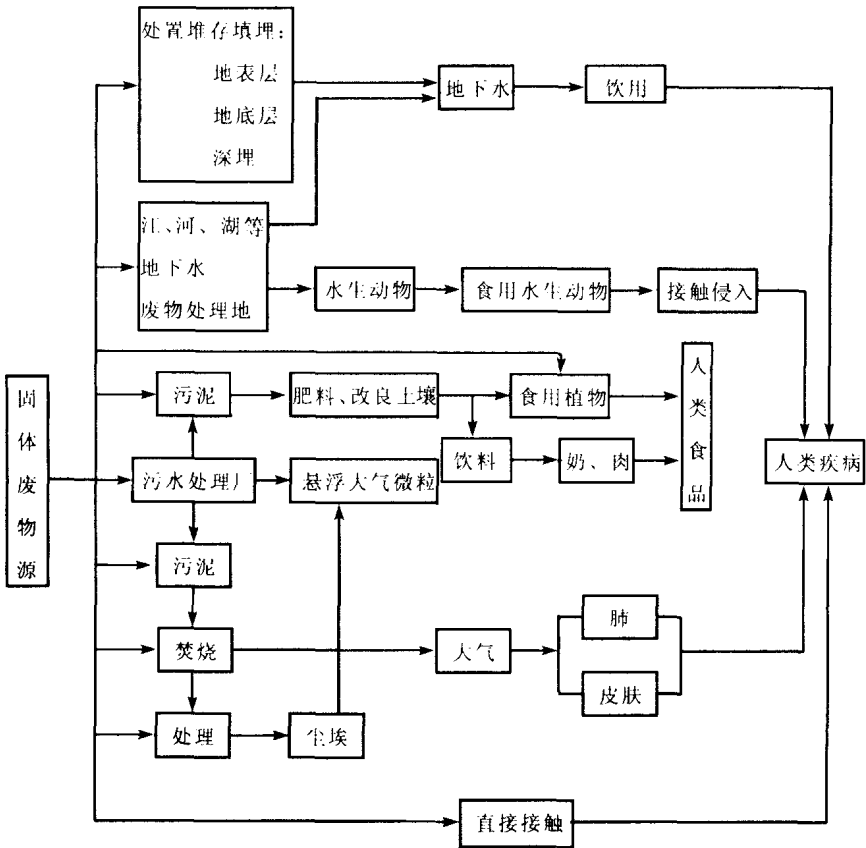 处置堆存填埋：
地表层
地底层
深埋
地下水
饮用
江、河、湖等
地下水
废物处理地
水生动物
食用水生动物
接触侵入
固体废物源
污泥
肥料、改良土壤
食用植物
人类食品
饮料
奶、肉
人类疾病
污水处理厂
悬浮大气微粒
污泥
焚烧
大气
肺
皮肤
处理
尘埃
直接接触